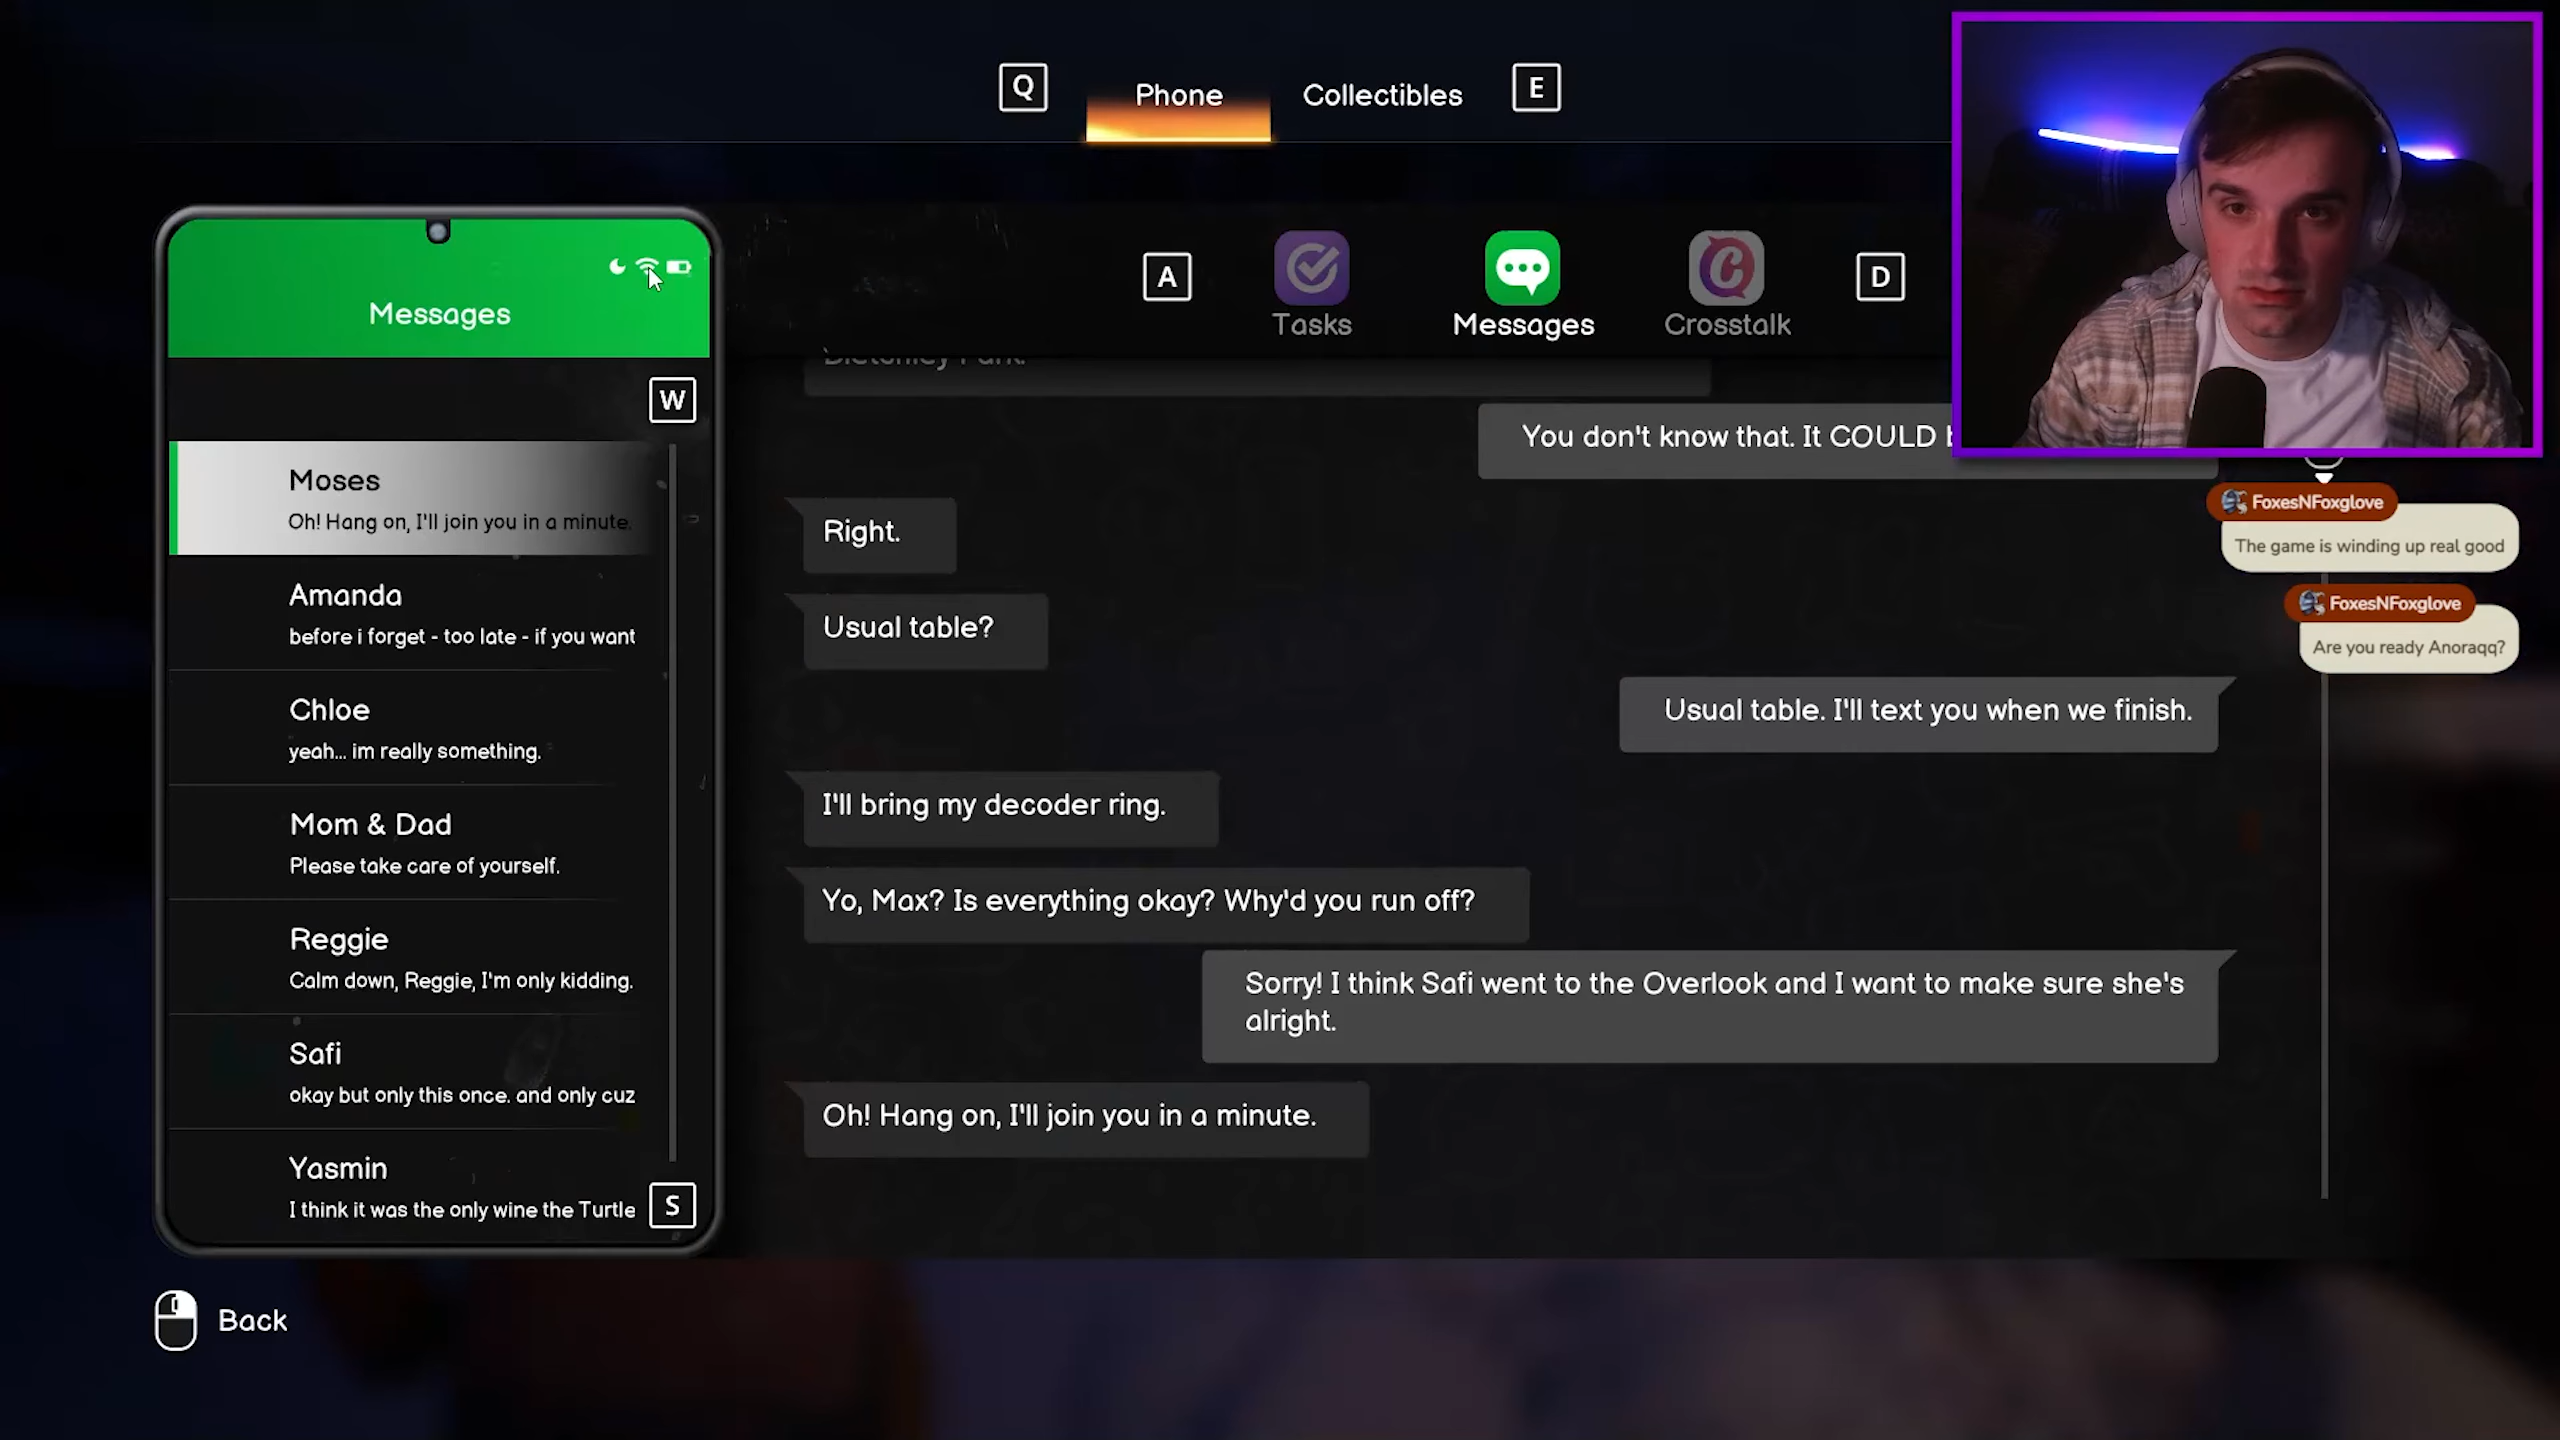 Q
Phone
Collectibles
E
Messages
A
Tasks
Messages
Crosstalk
D
W
Moses
Oh! Hang on, I'll join you in a minute.
Amanda
before i forget - too late - if you want
Chloe
yeah... im really something.
Mom & Dad
Please take care of yourself.
Reggie
Calm down, Reggie, I'm only kidding.
Safi
okay but only this once. and only cuz
Yasmin
I think it was the only wine the Turtle
S
You don't know that. It COULD
Right.
Usual table?
Usual table. I'll text you when we finish.
I'll bring my decoder ring.
Yo, Max? Is everything okay? Why'd you run off?
Sorry! I think Safi went to the Overlook and I want to make sure she's
alright.
Oh! Hang on, I'll join you in a minute.
FoxesNFoxglove
The game is winding up real good
FoxesNFoxglove
Are you ready Anoraqq?
Back